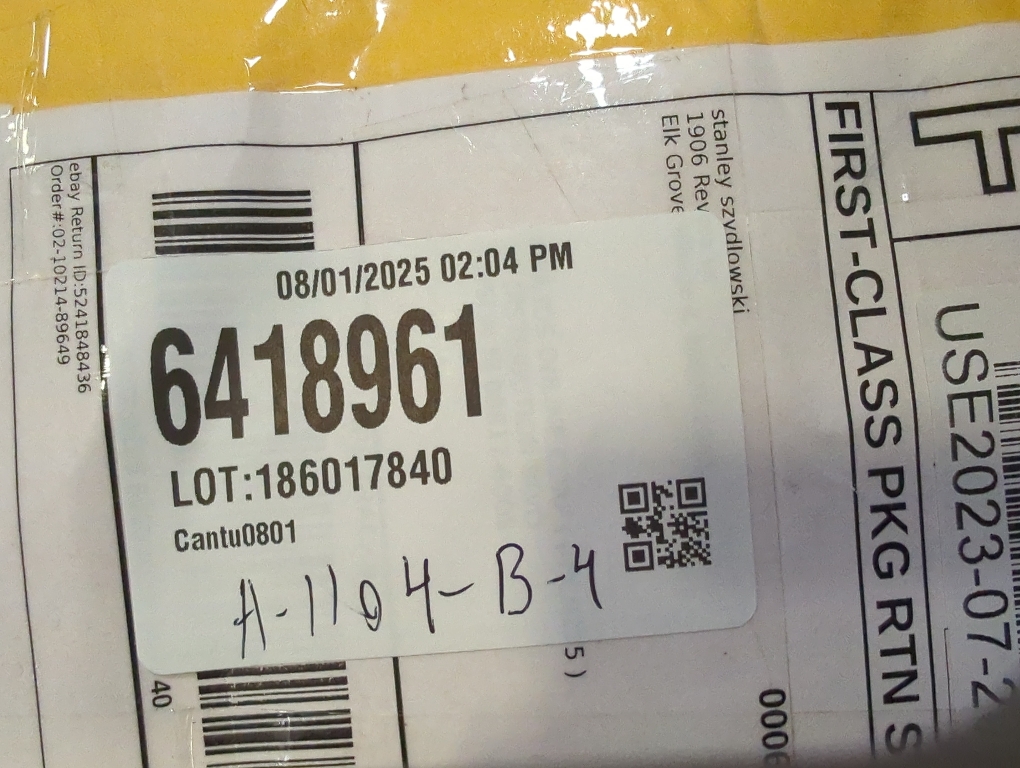 08/01/2025 02:04 PM
6418961
LOT:186017840
Cantu0801
A-1104-B-4
ebay Return ID:5241848436
Order#:02-10214-89649
stanley szydlowski
1906 Rev
Elk Grove
FIRST-CLASS PKG RTN S
F
USE2023-07-2
40
5)
0006